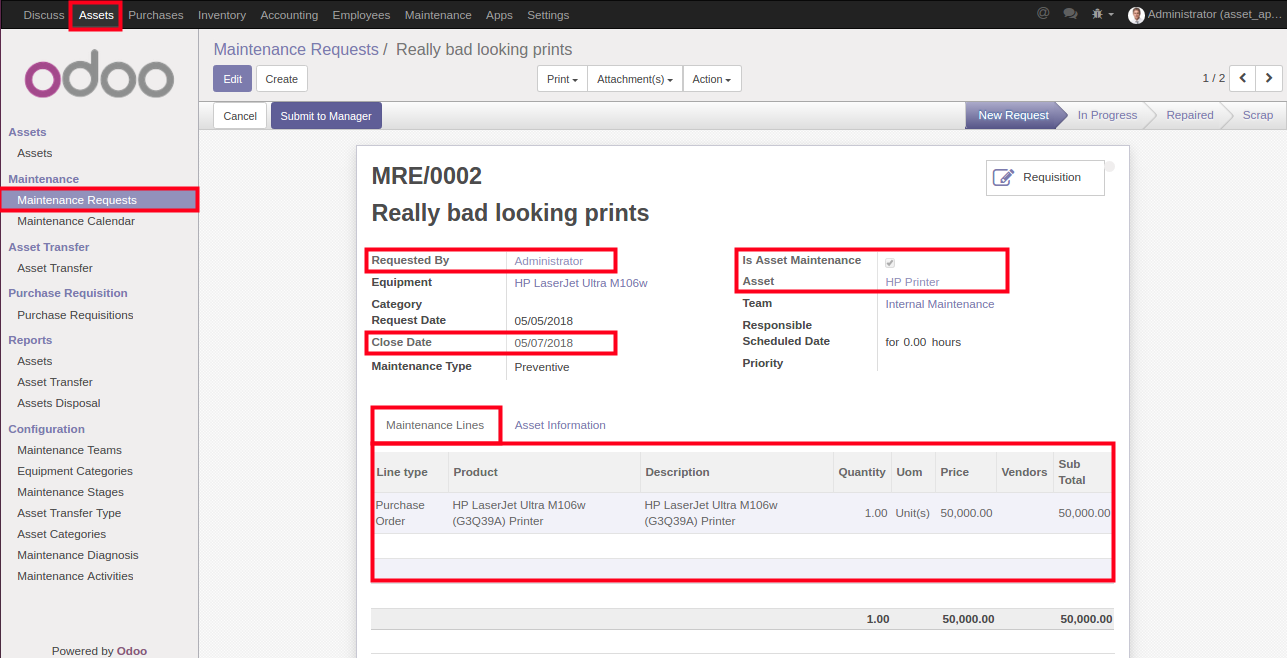 Discuss Assets Purchases Inventory Accounting Employees Maintenance Apps Settings @ Administrator (asset_ap...
odoo
Assets
Assets
Maintenance
Maintenance Requests
Maintenance Calendar
Asset Transfer
Asset Transfer
Purchase Requisition
Purchase Requisitions
Reports
Assets
Asset Transfer
Assets Disposal
Configuration
Maintenance Teams
Equipment Categories
Maintenance Stages
Asset Transfer Type
Asset Categories
Maintenance Diagnosis
Maintenance Activities
Powered by Odoo
Maintenance Requests / Really bad looking prints
Edit Create Print Attachment(s) Action 1 / 2
Cancel Submit to Manager New Request In Progress Repaired Scrap
MRE/0002
Requisition
Really bad looking prints
Requested By Administrator
Equipment HP LaserJet Ultra M106w
Category
Request Date 05/05/2018
Close Date 05/07/2018
Maintenance Type Preventive
Is Asset Maintenance
Asset HP Printer
Team Internal Maintenance
Responsible
Scheduled Date for 0.00 hours
Priority
Maintenance Lines Asset Information
Line type Product Description Quantity Uom Price Vendors Sub
Total
Purchase HP LaserJet Ultra M106w HP LaserJet Ultra M106w 1.00 Unit(s) 50,000.00 50,000.00
Order (G3Q39A) Printer (G3Q39A) Printer
1.00 50,000.00 50,000.00